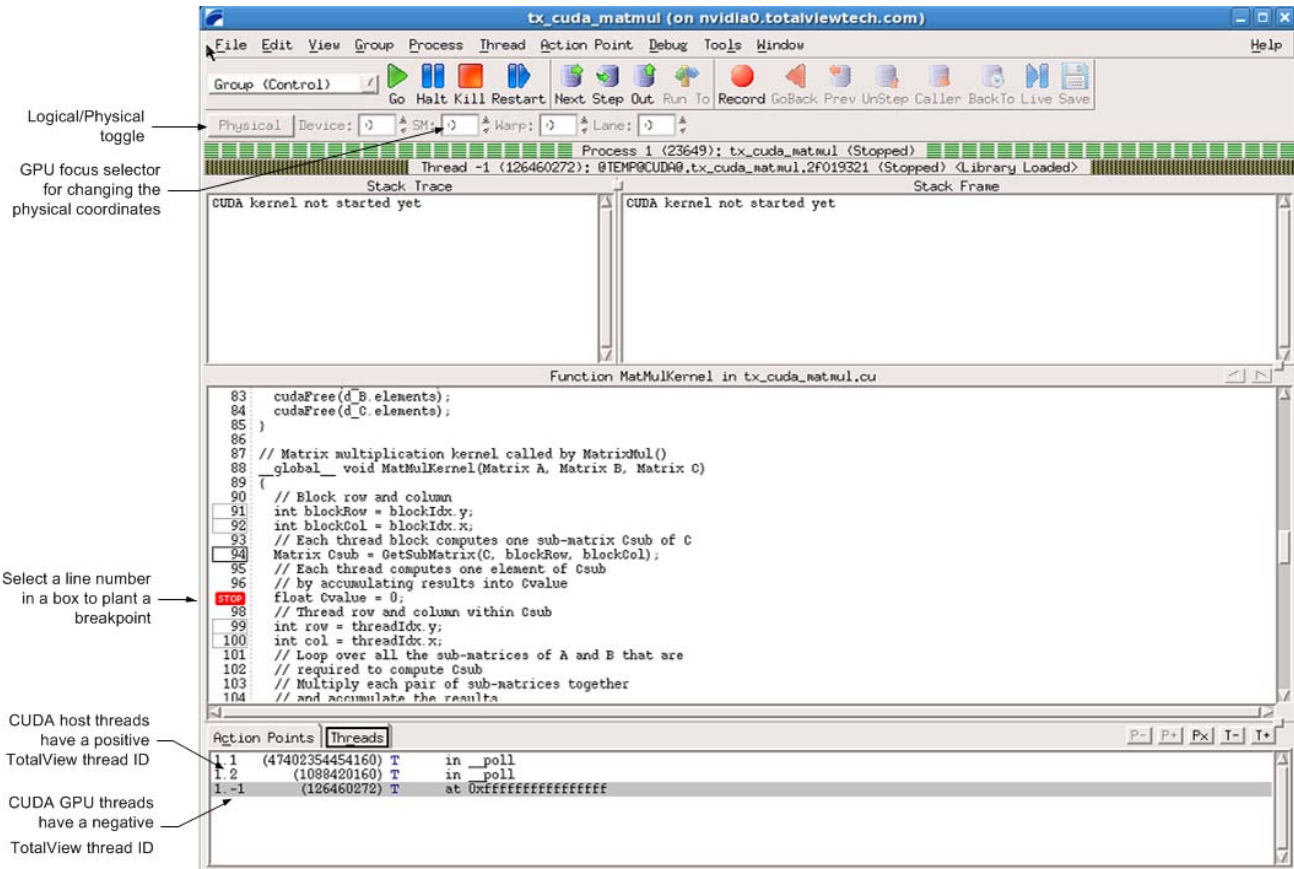 tx_cuda_matmul (on nvidia0.totalviewtech.com)
File Edit View Group Process Thread Action Point Debug Tools Window Help
Group (Control)
Go Halt Kill Restart Next Step Out Run To Record GoBack Prev UnStep Caller BackTo Live Save
Logical/Physical
toggle
Physical Device: 0 SM: 0 Warp: 0 Lane: 0
GPU focus selector
for changing the
physical coordinates
Process 1 (23649): tx_cuda_matmul (Stopped)
Thread -1 (126460272): @TEMP@CUDA@.tx_cuda_matmul.2f019321 (Stopped) <Library Loaded>
Stack Trace
CUDA kernel not started yet
Stack Frame
CUDA kernel not started yet
Function MatMulKernel in tx_cuda_matmul.cu
83 cudaFree(d_B.elements);
84 cudaFree(d_C.elements);
85 }
86
87 // Matrix multiplication kernel called by MatrixMul()
88 __global__ void MatMulKernel(Matrix A, Matrix B, Matrix C)
89 {
90 // Block row and column
91 int blockRow = blockIdx.y;
92 int blockCol = blockIdx.x;
93 // Each thread block computes one sub-matrix Csub of C
94 Matrix Csub = GetSubMatrix(C, blockRow, blockCol);
95 // Each thread computes one element of Csub
96 // by accumulating results into Cvalue
STOP float Cvalue = 0;
98 // Thread row and column within Csub
99 int row = threadIdx.y;
100 int col = threadIdx.x;
101 // Loop over all the sub-matrices of A and B that are
102 // required to compute Csub
103 // Multiply each pair of sub-matrices together
104 // and accumulate the results
Select a line number
in a box to plant a
breakpoint
Action Points Threads P- P+ Px T- T+
CUDA host threads
have a positive
TotalView thread ID
1.1 (47402354454160) T in __poll
1.2 (1088420160) T in __poll
1.-1 (126460272) T at 0xffffffffffffffff
CUDA GPU threads
have a negative
TotalView thread ID